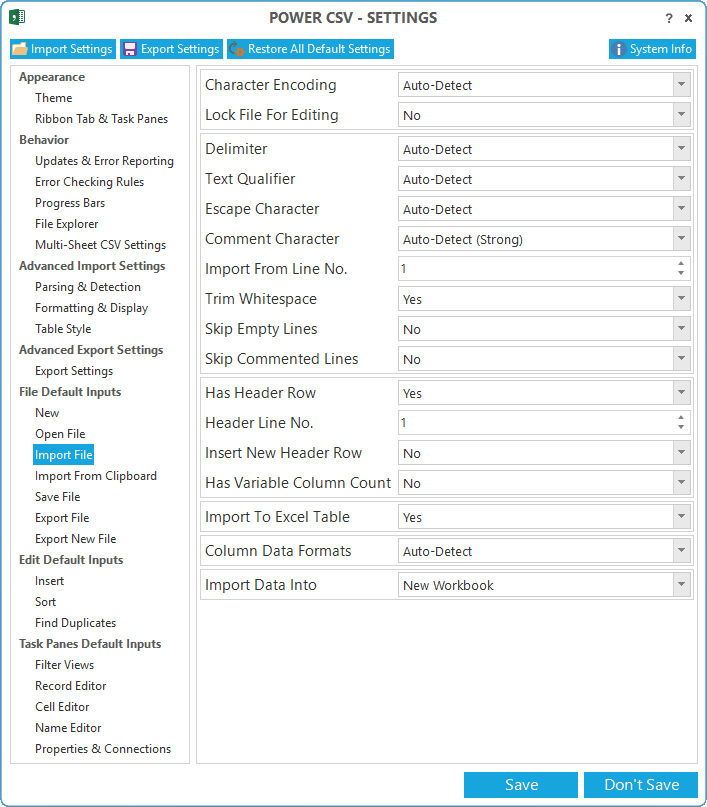 POWER CSV - SETTINGS
? x
Import Settings Export Settings Restore All Default Settings System Info
Appearance
Theme
Ribbon Tab & Task Panes
Behavior
Updates & Error Reporting
Error Checking Rules
Progress Bars
File Explorer
Multi-Sheet CSV Settings
Advanced Import Settings
Parsing & Detection
Formatting & Display
Table Style
Advanced Export Settings
Export Settings
File Default Inputs
New
Open File
Import File
Import From Clipboard
Save File
Export File
Export New File
Edit Default Inputs
Insert
Sort
Find Duplicates
Task Panes Default Inputs
Filter Views
Record Editor
Cell Editor
Name Editor
Properties & Connections
Character Encoding Auto-Detect
Lock File For Editing No
Delimiter Auto-Detect
Text Qualifier Auto-Detect
Escape Character Auto-Detect
Comment Character Auto-Detect (Strong)
Import From Line No. 1
Trim Whitespace Yes
Skip Empty Lines No
Skip Commented Lines No
Has Header Row Yes
Header Line No. 1
Insert New Header Row No
Has Variable Column Count No
Import To Excel Table Yes
Column Data Formats Auto-Detect
Import Data Into New Workbook
Save Don't Save